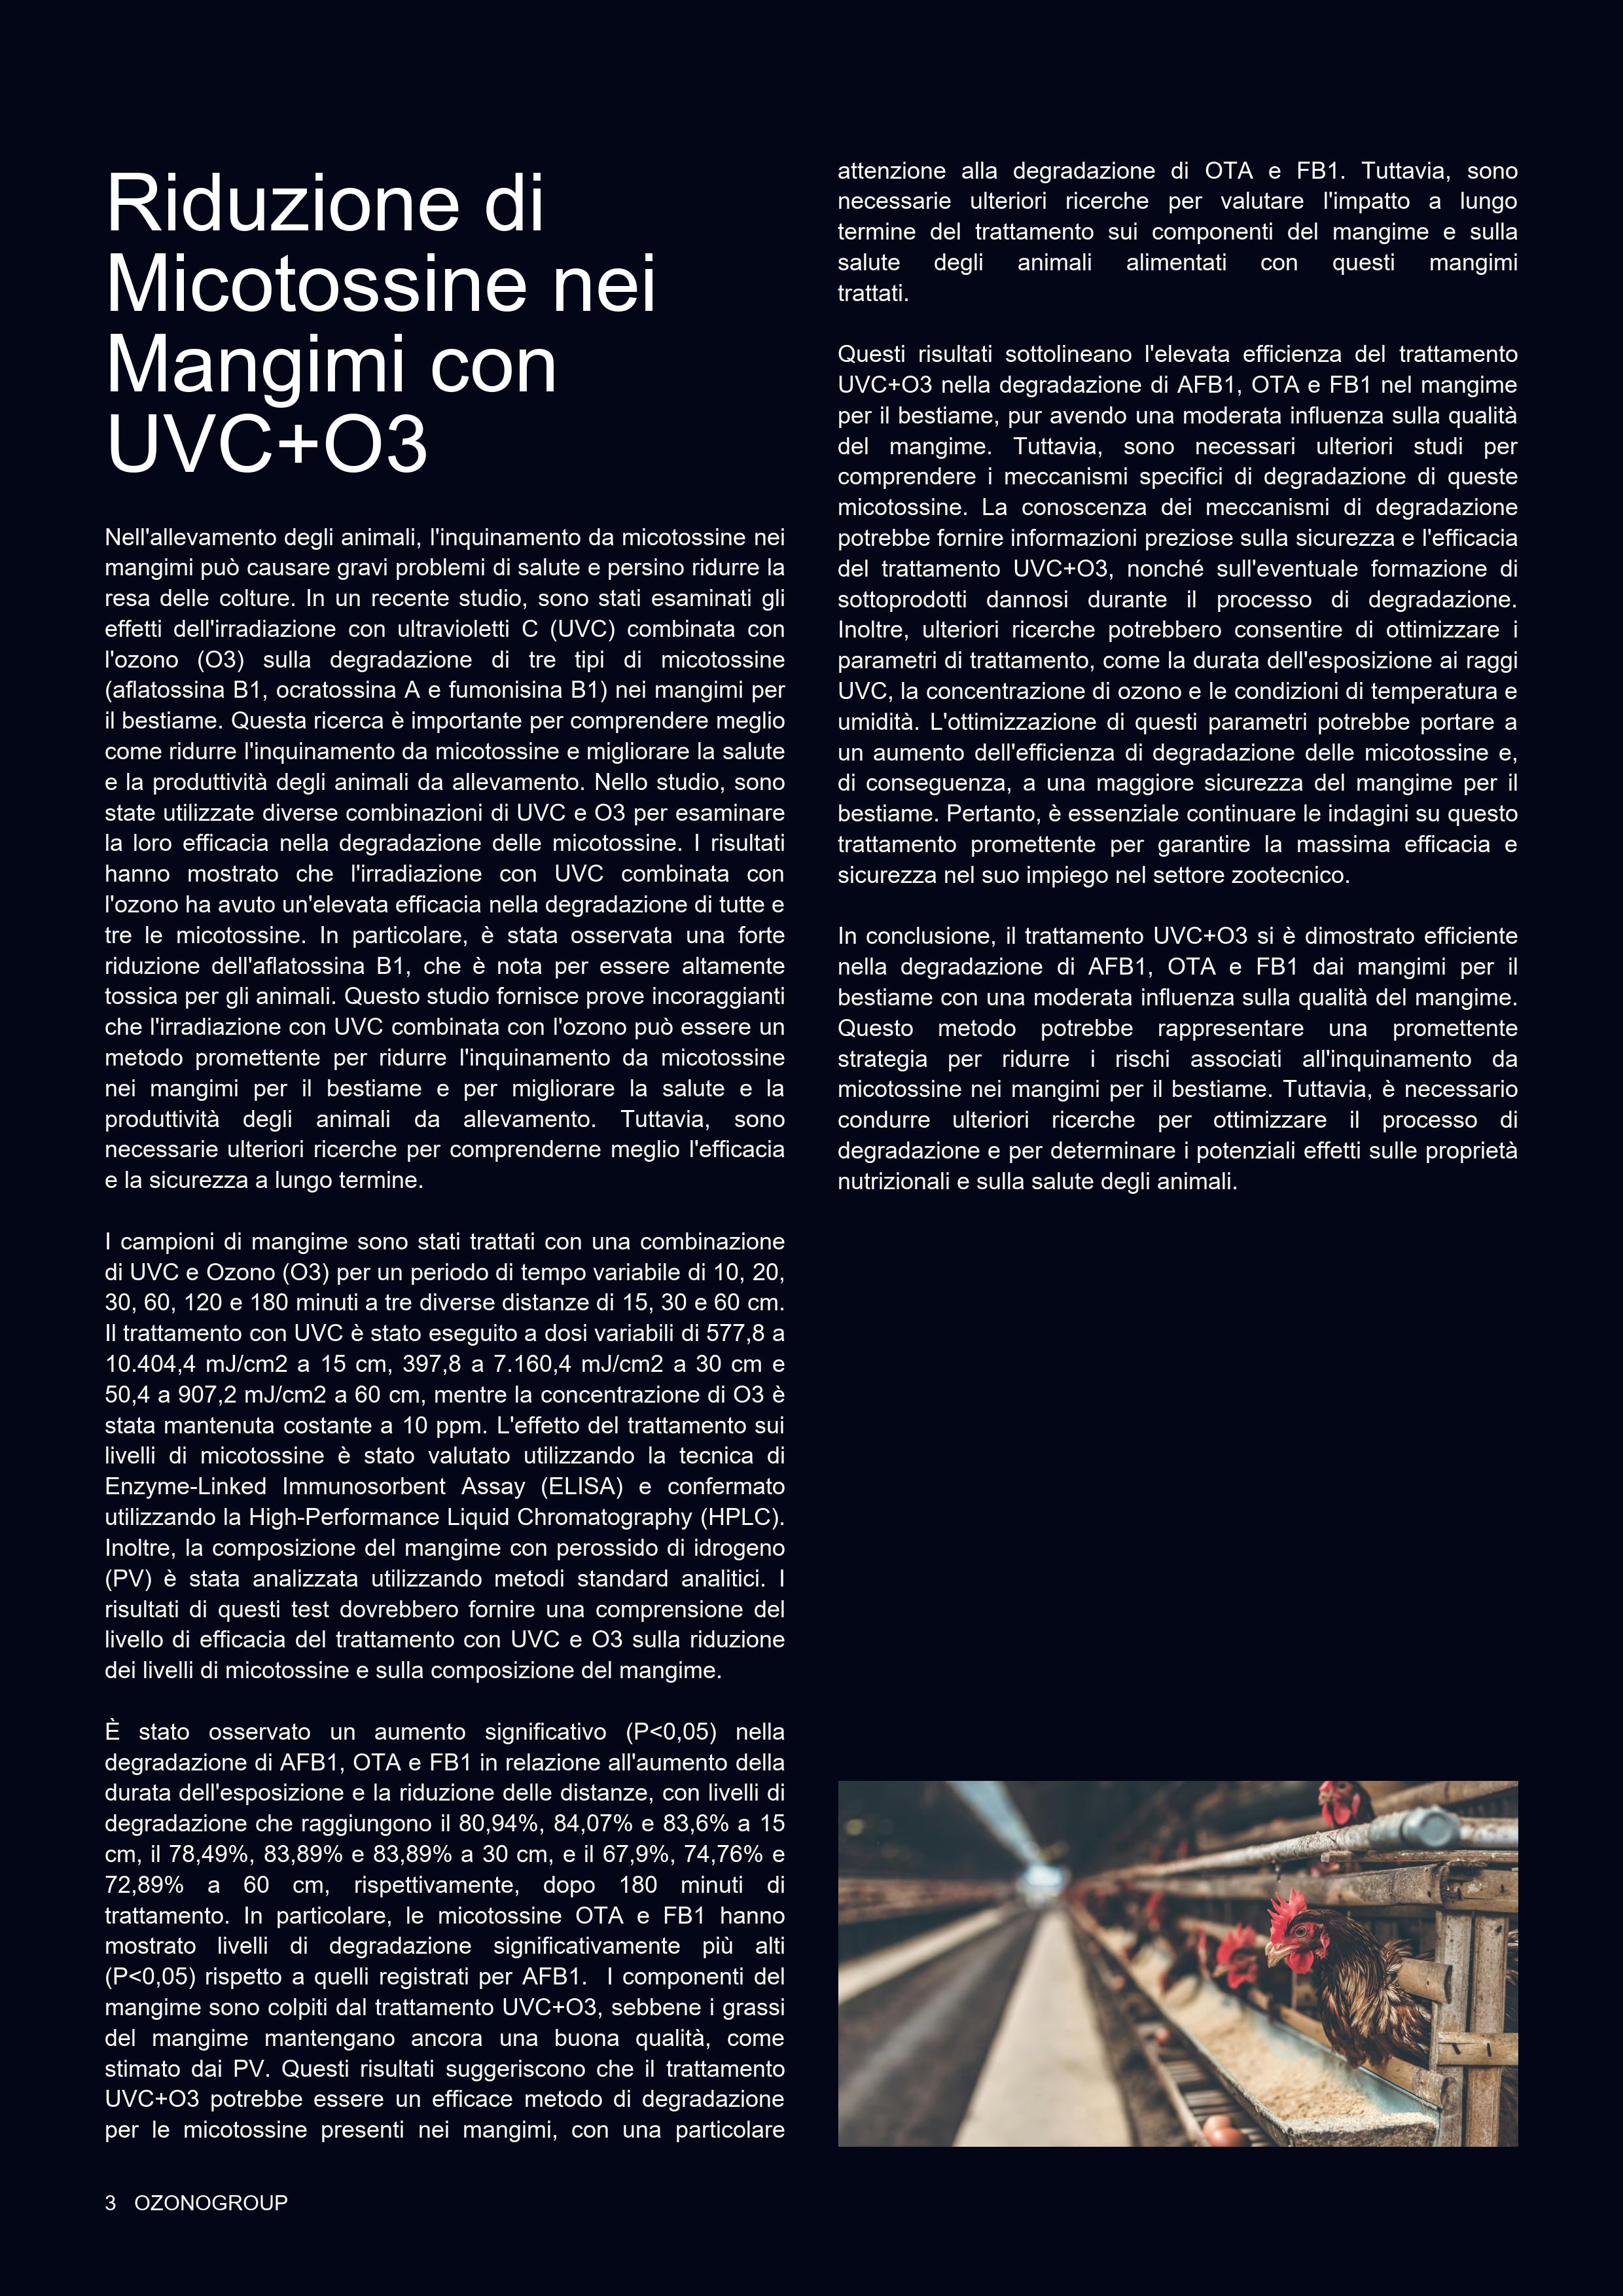 Riduzione di
Micotossine nei
Mangimi con
UVC+O3
Nell'allevamento degli animali, l'inquinamento da micotossine nei
mangimi può causare gravi problemi di salute e persino ridurre la
resa delle colture. In un recente studio, sono stati esaminati gli
effetti dell'irradiazione con ultravioletti C (UVC) combinata con
l'ozono (O3) sulla degradazione di tre tipi di micotossine
(aflatossina B1, ocratossina A e fumonisina B1) nei mangimi per
il bestiame. Questa ricerca è importante per comprendere meglio
come ridurre l'inquinamento da micotossine e migliorare la salute
e la produttività degli animali da allevamento. Nello studio, sono
state utilizzate diverse combinazioni di UVC e O3 per esaminare
la loro efficacia nella degradazione delle micotossine. I risultati
hanno mostrato che l'irradiazione con UVC combinata con
l'ozono ha avuto un'elevata efficacia nella degradazione di tutte e
tre le micotossine. In particolare, è stata osservata una forte
riduzione dell'aflatossina B1, che è nota per essere altamente
tossica per gli animali. Questo studio fornisce prove incoraggianti
che l'irradiazione con UVC combinata con l'ozono può essere un
metodo promettente per ridurre l'inquinamento da micotossine
nei mangimi per il bestiame e per migliorare la salute e la
produttività degli animali da allevamento. Tuttavia, sono
necessarie ulteriori ricerche per comprenderne meglio l'efficacia
e la sicurezza a lungo termine.
I campioni di mangime sono stati trattati con una combinazione
di UVC e Ozono (O3) per un periodo di tempo variabile di 10, 20,
30, 60, 120 e 180 minuti a tre diverse distanze di 15, 30 e 60 cm.
Il trattamento con UVC è stato eseguito a dosi variabili di 577,8 a
10.404,4 mJ/cm2 a 15 cm, 397,8 a 7.160,4 mJ/cm2 a 30 cm e
50,4 a 907,2 mJ/cm2 a 60 cm, mentre la concentrazione di O3 è
stata mantenuta costante a 10 ppm. L'effetto del trattamento sui
livelli di micotossine è stato valutato utilizzando la tecnica di
Enzyme-Linked Immunosorbent Assay (ELISA) e confermato
utilizzando la High-Performance Liquid Chromatography (HPLC).
Inoltre, la composizione del mangime con perossido di idrogeno
(PV) è stata analizzata utilizzando metodi standard analitici. I
risultati di questi test dovrebbero fornire una comprensione del
livello di efficacia del trattamento con UVC e O3 sulla riduzione
dei livelli di micotossine e sulla composizione del mangime.
È stato osservato un aumento significativo (P<0,05) nella
degradazione di AFB1, OTA e FB1 in relazione all'aumento della
durata dell'esposizione e la riduzione delle distanze, con livelli di
degradazione che raggiungono il 80,94%, 84,07% e 83,6% a 15
cm, il 78,49%, 83,89% e 83,89% a 30 cm, e il 67,9%, 74,76% e
72,89% a 60 cm, rispettivamente, dopo 180 minuti di
trattamento. In particolare, le micotossine OTA e FB1 hanno
mostrato livelli di degradazione significativamente più alti
(P<0,05) rispetto a quelli registrati per AFB1. I componenti del
mangime sono colpiti dal trattamento UVC+O3, sebbene i grassi
del mangime mantengano ancora una buona qualità, come
stimato dai PV. Questi risultati suggeriscono che il trattamento
UVC+O3 potrebbe essere un efficace metodo di degradazione
per le micotossine presenti nei mangimi, con una particolare
attenzione alla degradazione di OTA e FB1. Tuttavia, sono
necessarie ulteriori ricerche per valutare l'impatto a lungo
termine del trattamento sui componenti del mangime e sulla
salute degli animali alimentati con questi mangimi
trattati.
Questi risultati sottolineano l'elevata efficienza del trattamento
UVC+O3 nella degradazione di AFB1, OTA e FB1 nel mangime
per il bestiame, pur avendo una moderata influenza sulla qualità
del mangime. Tuttavia, sono necessari ulteriori studi per
comprendere i meccanismi specifici di degradazione di queste
micotossine. La conoscenza dei meccanismi di degradazione
potrebbe fornire informazioni preziose sulla sicurezza e l'efficacia
del trattamento UVC+O3, nonché sull'eventuale formazione di
sottoprodotti dannosi durante il processo di degradazione.
Inoltre, ulteriori ricerche potrebbero consentire di ottimizzare i
parametri di trattamento, come la durata dell'esposizione ai raggi
UVC, la concentrazione di ozono e le condizioni di temperatura e
umidità. L'ottimizzazione di questi parametri potrebbe portare a
un aumento dell'efficienza di degradazione delle micotossine e,
di conseguenza, a una maggiore sicurezza del mangime per il
bestiame. Pertanto, è essenziale continuare le indagini su questo
trattamento promettente per garantire la massima efficacia e
sicurezza nel suo impiego nel settore zootecnico.
In conclusione, il trattamento UVC+O3 si è dimostrato efficiente
nella degradazione di AFB1, OTA e FB1 dai mangimi per il
bestiame con una moderata influenza sulla qualità del mangime.
Questo metodo potrebbe rappresentare una promettente
strategia per ridurre i rischi associati all'inquinamento da
micotossine nei mangimi per il bestiame. Tuttavia, è necessario
condurre ulteriori ricerche per ottimizzare il processo di
degradazione e per determinare i potenziali effetti sulle proprietà
nutrizionali e sulla salute degli animali.
3 OZONOGROUP